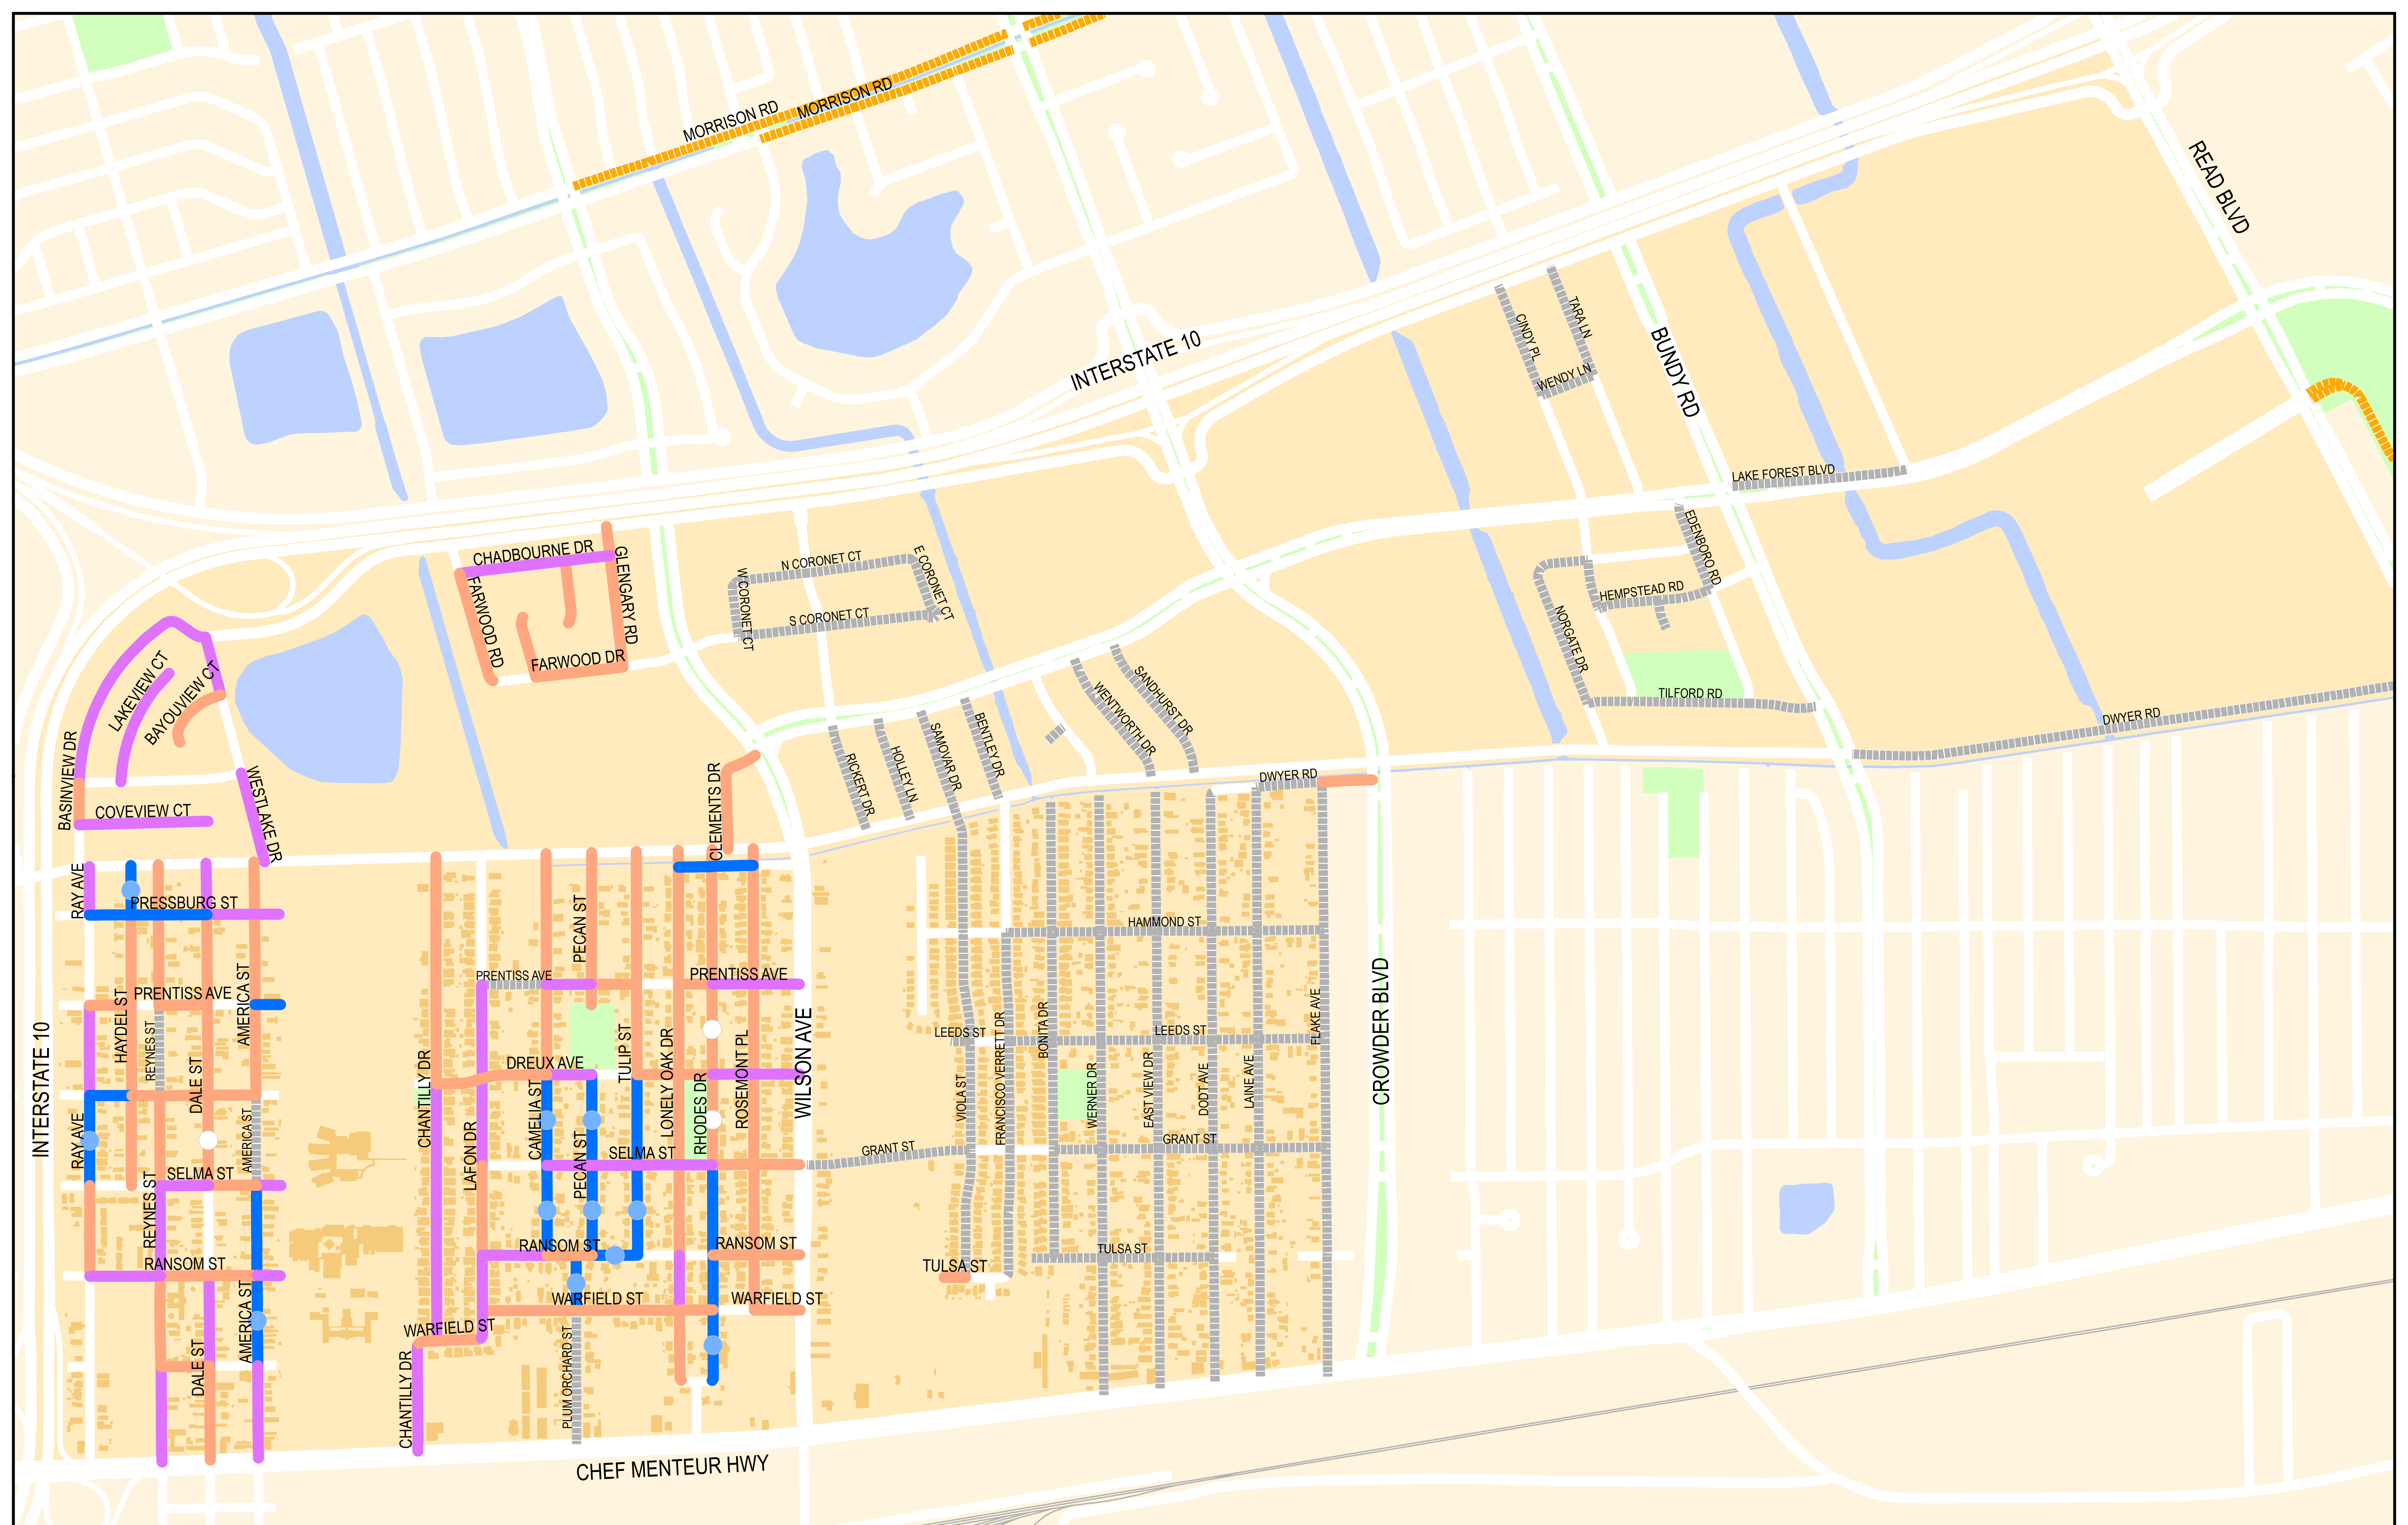 MORRISON RD
MORRISON RD
READ BLVD
INTERSTATE 10
CINDY PL
TARA LN
WENDY LN
BUNDY RD
LAKE FOREST BLVD
CHADBOURNE DR
GLENGARY RD
FARWOOD RD
FARWOOD DR
N CORONET CT
E CORONET CT
W CORONET CT
S CORONET CT
EDENBORO RD
HEMPSTEAD RD
NORGATE DR
TILFORD RD
DWYER RD
LAKEVIEW CT
BAYOUVIEW CT
BASINVIEW DR
COVEVIEW CT
WESTLAKE DR
WENTWORTH DR
SANDHURST DR
RICKERT DR
HOLLEY LN
SAMOVAR DR
BENTLEY DR
CLEMENTS DR
DWYER RD
RAY AVE
PRESSBURG ST
PECAN ST
HAMMOND ST
PRENTISS AVE
PRENTISS AVE
PRENTISS AVE
HAYDEL ST
REYNES ST
AMERICA ST
DALE ST
INTERSTATE 10
CHANTILLY DR
DREUX AVE
TULIP ST
LONELY OAK DR
RHODES DR
ROSEMONT PL
WILSON AVE
LEEDS ST
LEEDS ST
VIOLA ST
FRANCISCO VERRETT DR
BONITA DR
WERNER DR
EAST VIEW DR
DODT AVE
LAINE AVE
FLAKE AVE
CROWDER BLVD
RAY AVE
AMERICA ST
SELMA ST
REYNES ST
LAFON DR
CAMELIA ST
PECAN ST
SELMA ST
GRANT ST
GRANT ST
RANSOM ST
RANSOM ST
RANSOM ST
TULSA ST
TULSA ST
AMERICA ST
DALE ST
WARFIELD ST
WARFIELD ST
WARFIELD ST
CHANTILLY DR
PLUM ORCHARD ST
CHEF MENTEUR HWY